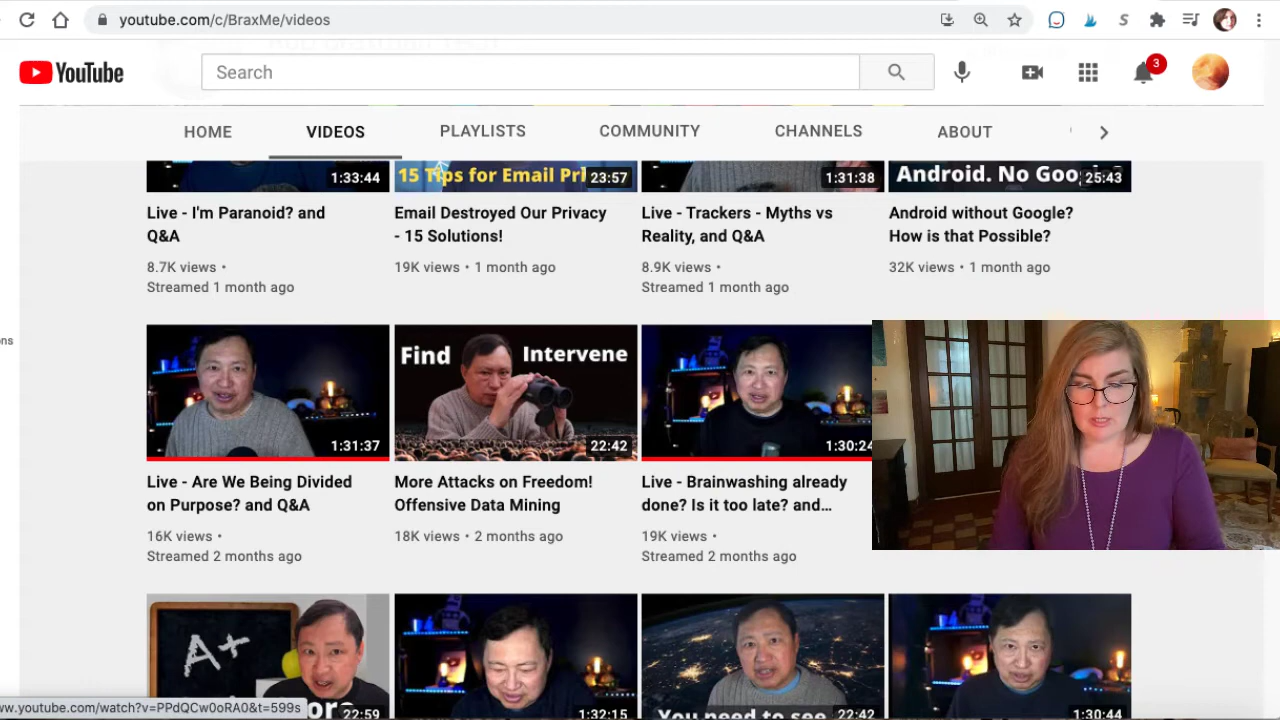 youtube.com/c/BraxMe/videos
S
YouTube
Search
3
HOME VIDEOS PLAYLISTS COMMUNITY CHANNELS ABOUT
1:33:44 15 Tips for Email 23:57 1:31:38 Android. No 25:43
Live - I'm Paranoid? and
Q&A
8.7K views •
Streamed 1 month ago
Email Destroyed Our Privacy
- 15 Solutions!
19K views • 1 month ago
Live - Trackers - Myths vs
Reality, and Q&A
8.9K views •
Streamed 1 month ago
Android without Google?
How is that Possible?
32K views • 1 month ago
1:31:37
Find Intervene
22:42
1:30:24
Live - Are We Being Divided
on Purpose? and Q&A
16K views •
Streamed 2 months ago
More Attacks on Freedom!
Offensive Data Mining
18K views • 2 months ago
Live - Brainwashing already
done? Is it too late? and...
19K views •
Streamed 2 months ago
A+
22:59
1:32:15
You need to see
22:42
1:30:44
ww.youtube.com/watch?v=PPdQCw0oRA0&t=599s